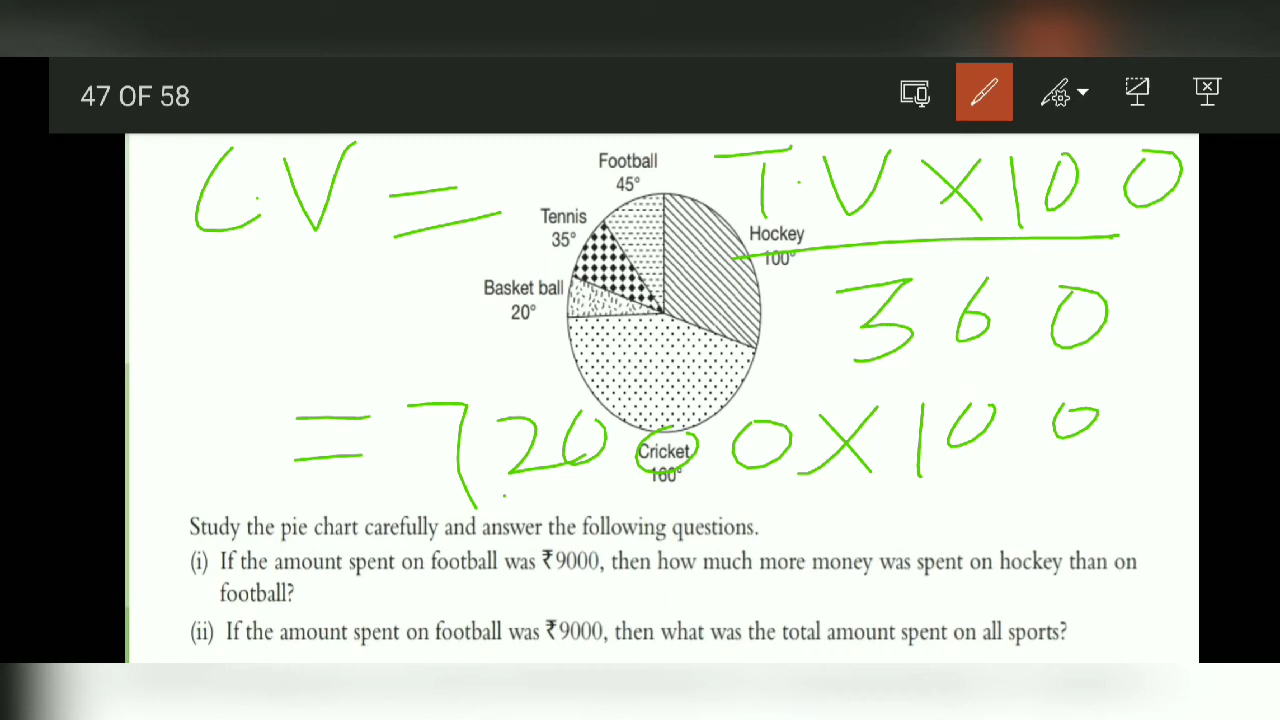 47 OF 58
C.V = T.V X 100
360
= 72000 X 100
Football
45°
Tennis
35°
Hockey
100°
Basket ball
20°
Cricket
160°
Study the pie chart carefully and answer the following questions.
(i) If the amount spent on football was ₹9000, then how much more money was spent on hockey than on
football?
(ii) If the amount spent on football was ₹9000, then what was the total amount spent on all sports?